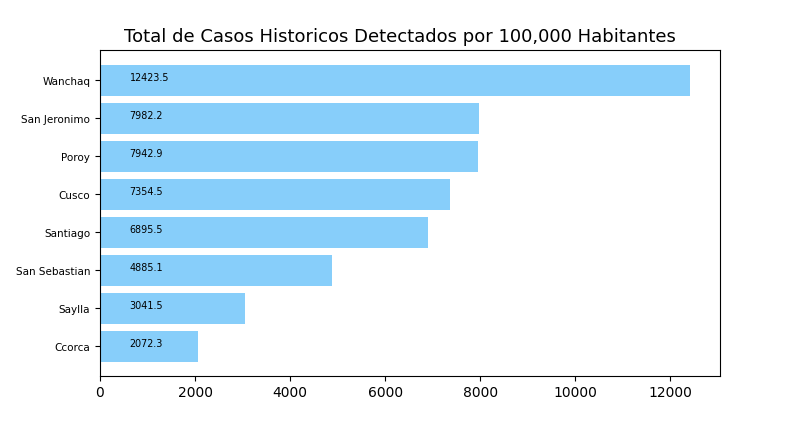 Total de Casos Historicos Detectados por 100,000 Habitantes
Wanchaq 12423.5
San Jeronimo 7982.2
Poroy 7942.9
Cusco 7354.5
Santiago 6895.5
San Sebastian 4885.1
Saylla 3041.5
Ccorca 2072.3
0 2000 4000 6000 8000 10000 12000